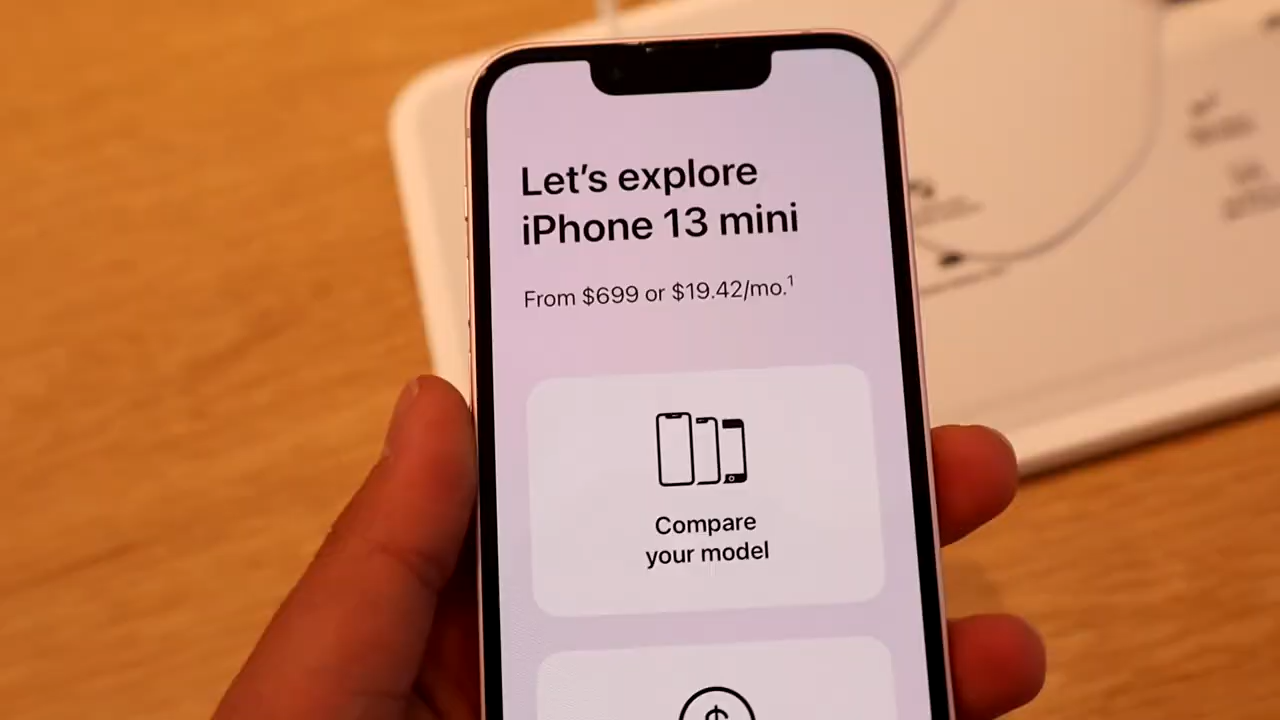 Let's explore
iPhone 13 mini
From $699 or $19.42/mo.¹
Compare
your model
$